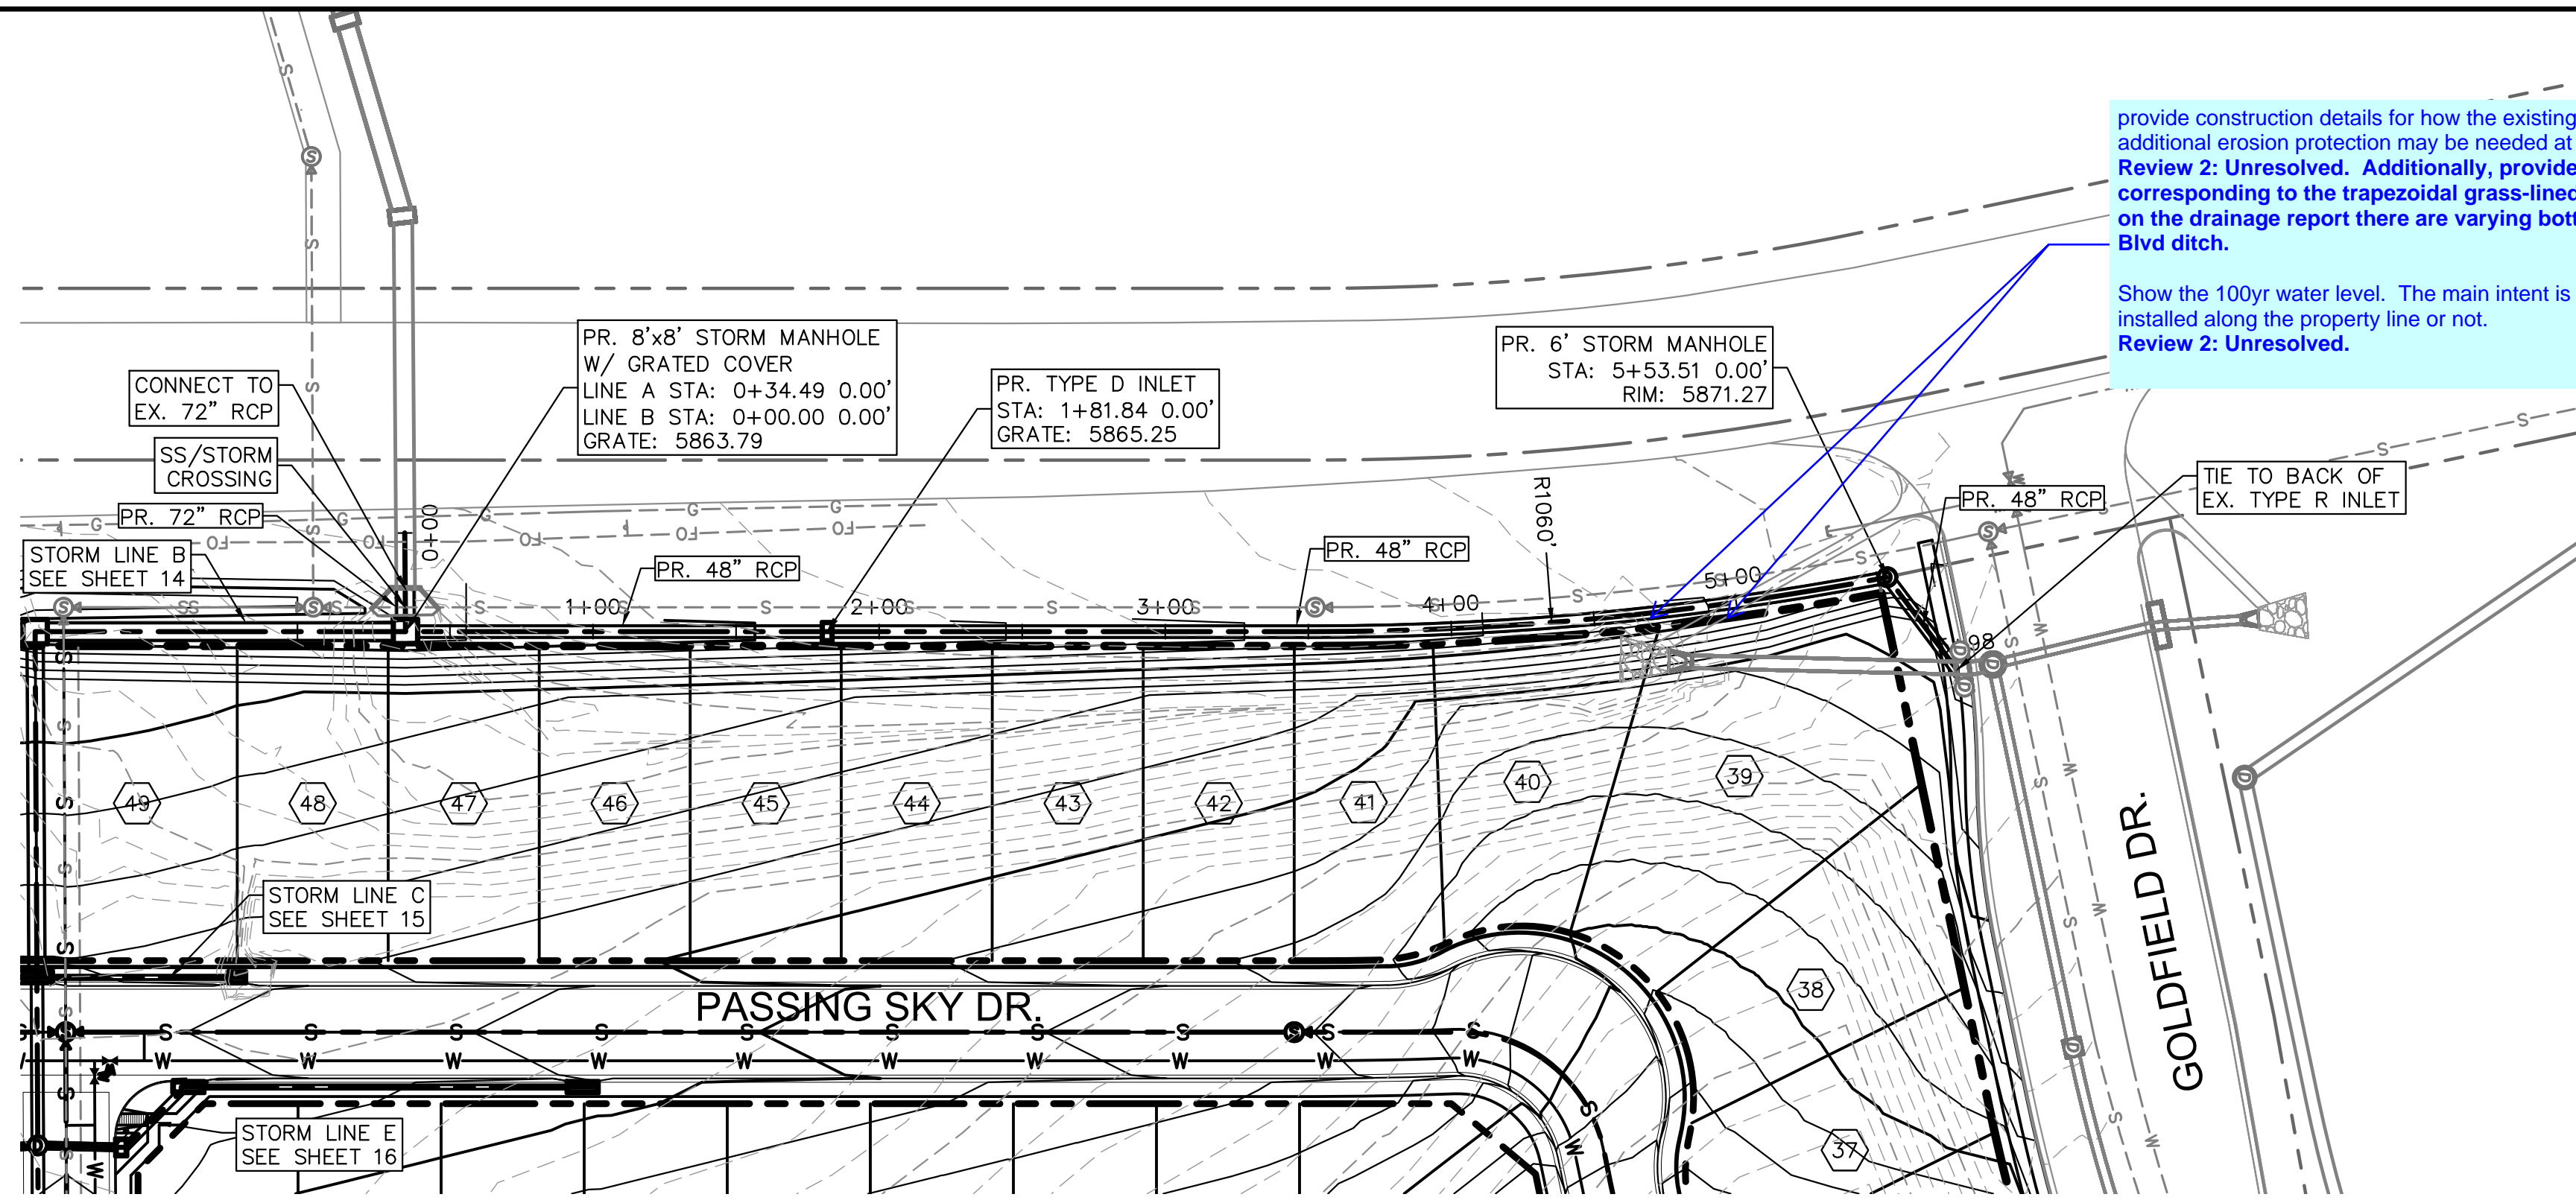 provide construction details for how the existing
additional erosion protection may be needed at
Review 2: Unresolved. Additionally, provide
corresponding to the trapezoidal grass-lined
on the drainage report there are varying bott
Blvd ditch.
Show the 100yr water level. The main intent is
installed along the property line or not.
Review 2: Unresolved.
PR. 8'x8' STORM MANHOLE
W/ GRATED COVER
LINE A STA: 0+34.49 0.00'
LINE B STA: 0+00.00 0.00'
GRATE: 5863.79
PR. 6' STORM MANHOLE
STA: 5+53.51 0.00'
RIM: 5871.27
CONNECT TO
EX. 72" RCP
PR. TYPE D INLET
STA: 1+81.84 0.00'
GRATE: 5865.25
SS/STORM
CROSSING
TIE TO BACK OF
EX. TYPE R INLET
PR. 72" RCP
PR. 48" RCP
STORM LINE B
SEE SHEET 14
0+00
PR. 48" RCP
PR. 48" RCP
R1060'
1+00
2+00
3+00
4+00
5+00
98
49
48
47
46
45
44
43
42
41
40
39
38
37
STORM LINE C
SEE SHEET 15
PASSING SKY DR.
GOLDFIELD DR.
STORM LINE E
SEE SHEET 16
S S S S S S S S S S
W W W W W W W W W W
G G G G
FO FO FO FO FO
SS